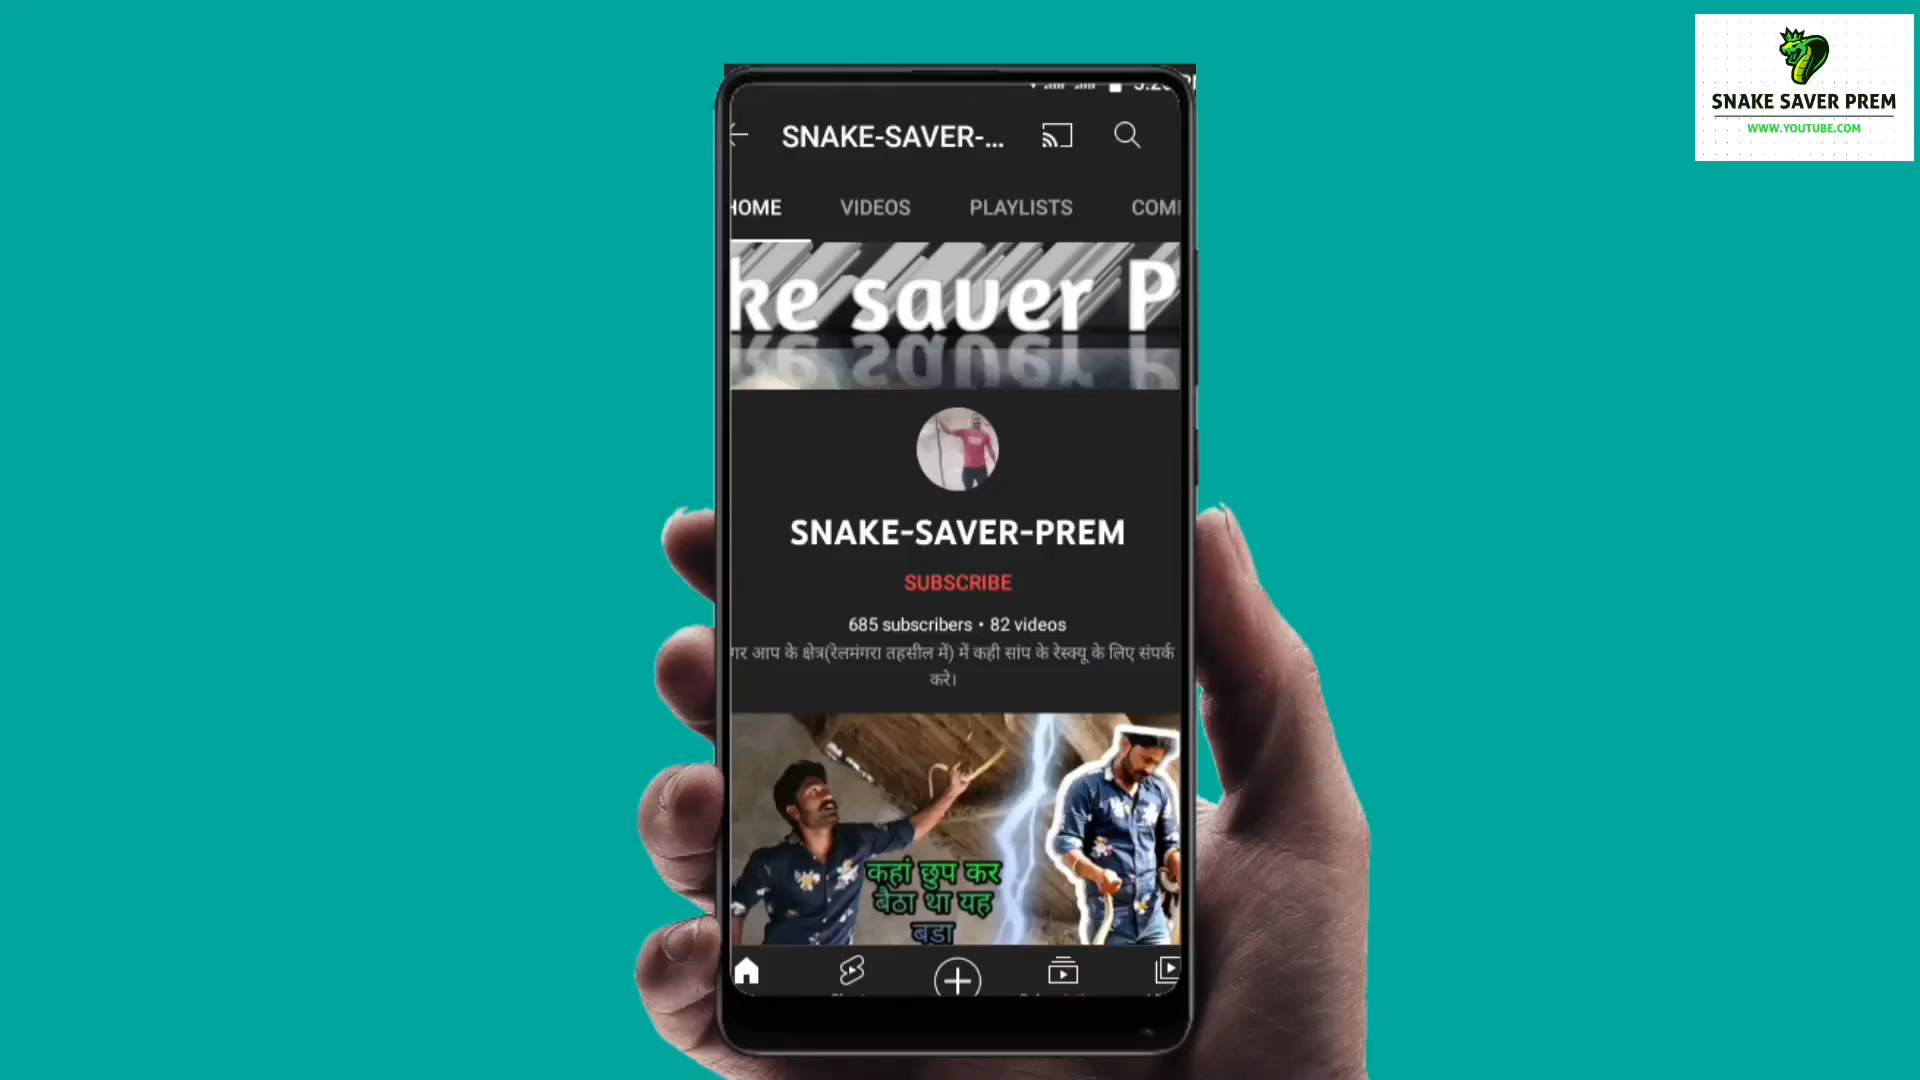 SNAKE SAVER PREM
WWW.YOUTUBE.COM
SNAKE-SAVER-...
HOME
VIDEOS
PLAYLISTS
COM
ke saver P
SNAKE-SAVER-PREM
SUBSCRIBE
685 subscribers • 82 videos
गर आप के क्षेत्र(रेलमंगरा तहसील में) में कही सांप के रेस्क्यू के लिए संपर्क
करे।
कहां छुप कर
बैठा था यह
बडा